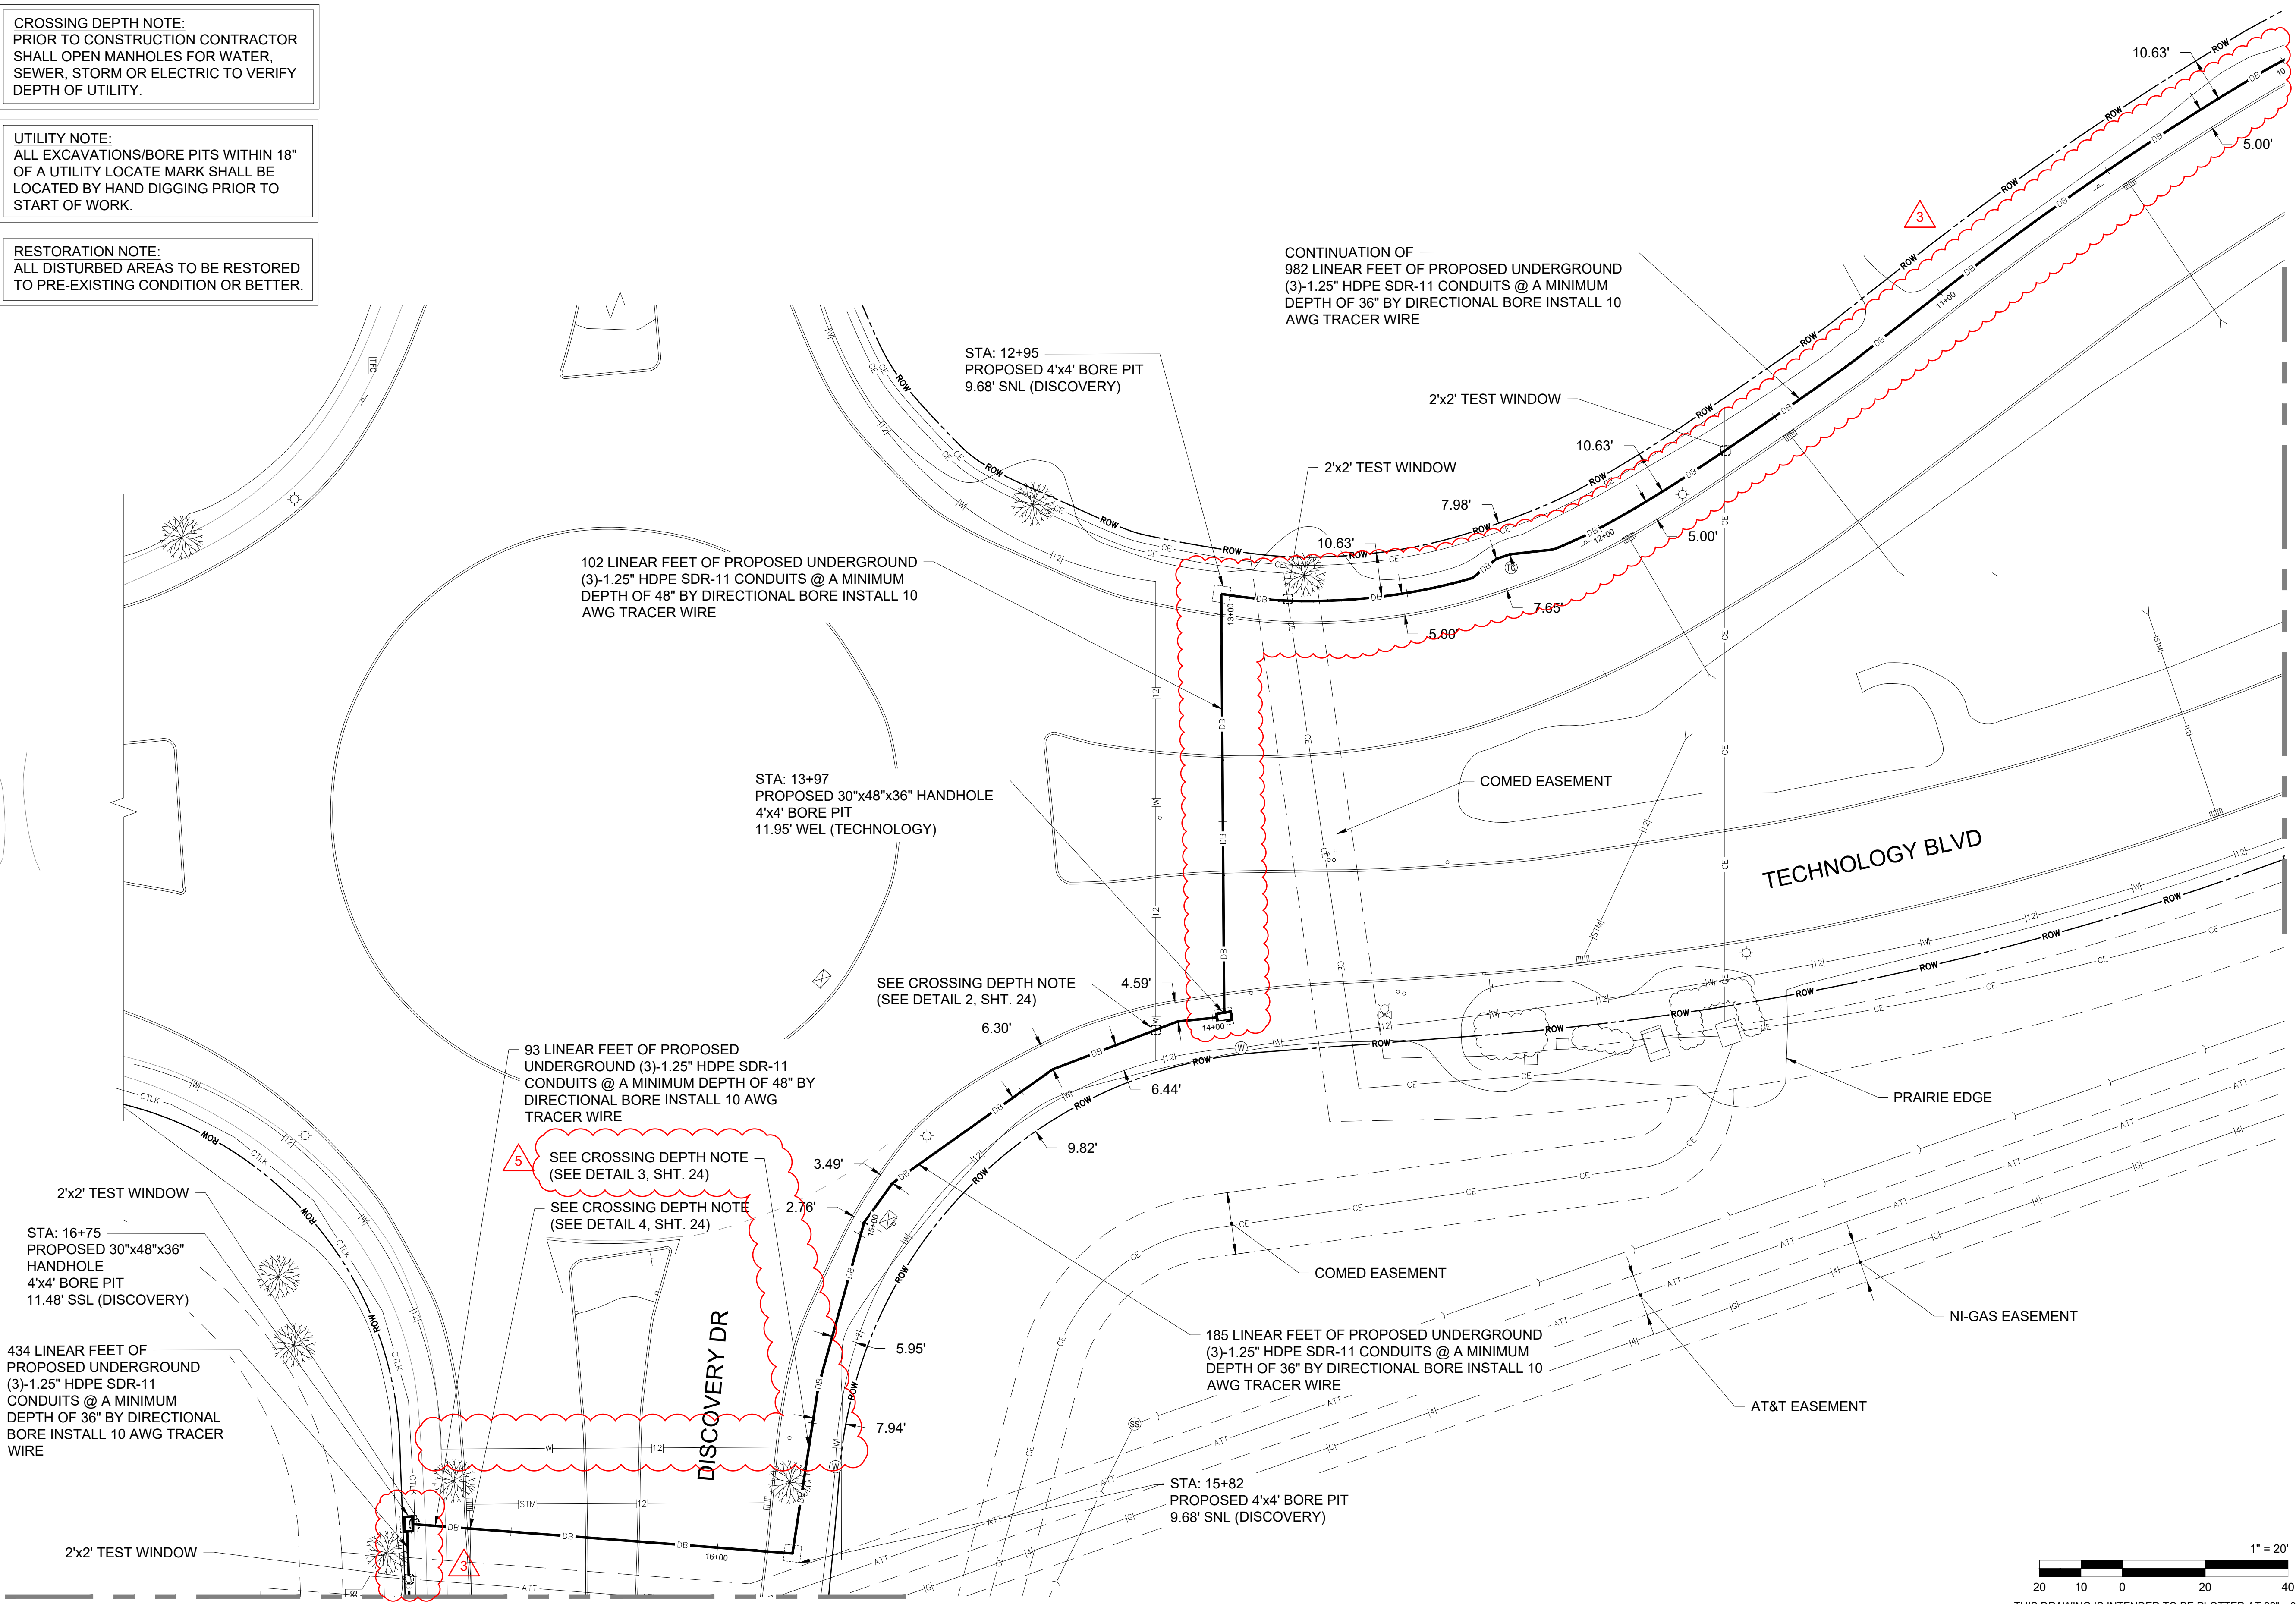 CROSSING DEPTH NOTE:
PRIOR TO CONSTRUCTION CONTRACTOR
SHALL OPEN MANHOLES FOR WATER,
SEWER, STORM OR ELECTRIC TO VERIFY
DEPTH OF UTILITY.
UTILITY NOTE:
ALL EXCAVATIONS/BORE PITS WITHIN 18"
OF A UTILITY LOCATE MARK SHALL BE
LOCATED BY HAND DIGGING PRIOR TO
START OF WORK.
RESTORATION NOTE:
ALL DISTURBED AREAS TO BE RESTORED
TO PRE-EXISTING CONDITION OR BETTER.
10.63'
5.00'
3
CONTINUATION OF
982 LINEAR FEET OF PROPOSED UNDERGROUND
(3)-1.25" HDPE SDR-11 CONDUITS @ A MINIMUM
DEPTH OF 36" BY DIRECTIONAL BORE INSTALL 10
AWG TRACER WIRE
11+00
STA: 12+95
PROPOSED 4'x4' BORE PIT
9.68' SNL (DISCOVERY)
2'x2' TEST WINDOW
10.63'
2'x2' TEST WINDOW
7.98'
10.63'
5.00'
12+00
TC
7.65'
5.00'
13+00
102 LINEAR FEET OF PROPOSED UNDERGROUND
(3)-1.25" HDPE SDR-11 CONDUITS @ A MINIMUM
DEPTH OF 48" BY DIRECTIONAL BORE INSTALL 10
AWG TRACER WIRE
STA: 13+97
PROPOSED 30"x48"x36" HANDHOLE
4'x4' BORE PIT
11.95' WEL (TECHNOLOGY)
COMED EASEMENT
TECHNOLOGY BLVD
SEE CROSSING DEPTH NOTE
(SEE DETAIL 2, SHT. 24)
4.59'
6.30'
14+00
6.44'
9.82'
PRAIRIE EDGE
93 LINEAR FEET OF PROPOSED
UNDERGROUND (3)-1.25" HDPE SDR-11
CONDUITS @ A MINIMUM DEPTH OF 48" BY
DIRECTIONAL BORE INSTALL 10 AWG
TRACER WIRE
5
SEE CROSSING DEPTH NOTE
(SEE DETAIL 3, SHT. 24)
3.49'
SEE CROSSING DEPTH NOTE
(SEE DETAIL 4, SHT. 24)
2.76'
15+00
2'x2' TEST WINDOW
STA: 16+75
PROPOSED 30"x48"x36"
HANDHOLE
4'x4' BORE PIT
11.48' SSL (DISCOVERY)
COMED EASEMENT
NI-GAS EASEMENT
AT&T EASEMENT
434 LINEAR FEET OF
PROPOSED UNDERGROUND
(3)-1.25" HDPE SDR-11
CONDUITS @ A MINIMUM
DEPTH OF 36" BY DIRECTIONAL
BORE INSTALL 10 AWG TRACER
WIRE
DISCOVERY DR
5.95'
7.94'
185 LINEAR FEET OF PROPOSED UNDERGROUND
(3)-1.25" HDPE SDR-11 CONDUITS @ A MINIMUM
DEPTH OF 36" BY DIRECTIONAL BORE INSTALL 10
AWG TRACER WIRE
STA: 15+82
PROPOSED 4'x4' BORE PIT
9.68' SNL (DISCOVERY)
2'x2' TEST WINDOW
3
16+00
1" = 20'
20 10 0 20 40